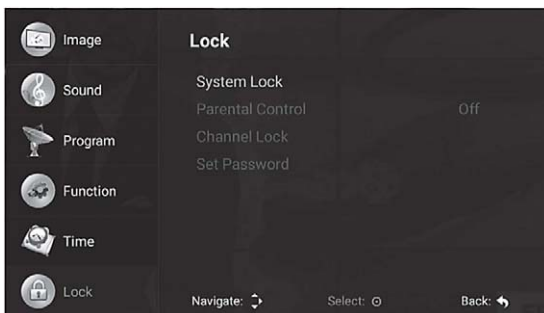 Image
Sound
Program
Function
Time
Lock
Lock
System Lock
Parental Control Off
Channel Lock
Set Password
Navigate: Select: Back: